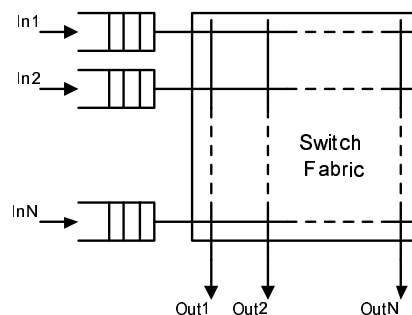 In1
In2
Switch
Fabric
InN
Out1 Out2 OutN